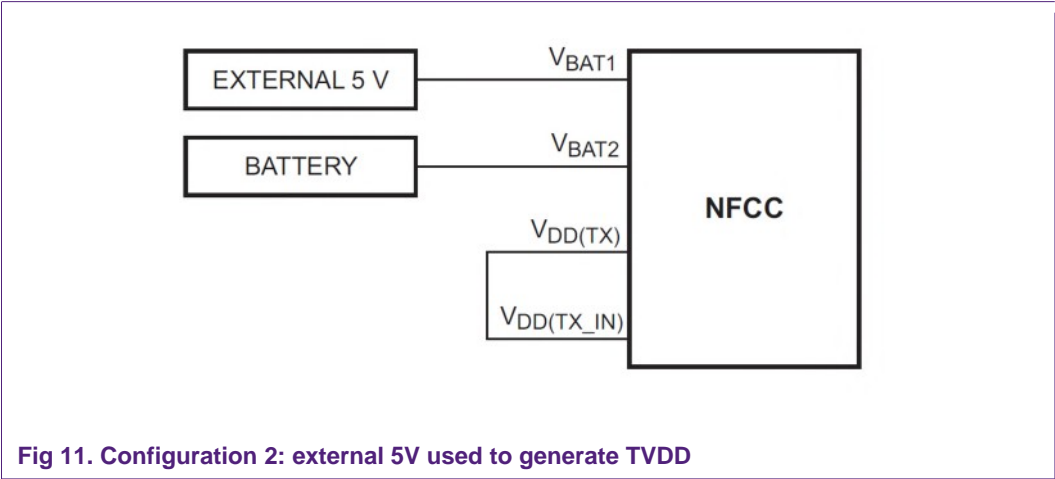 EXTERNAL 5 V
VBAT1
BATTERY
VBAT2
NFCC
VDD(TX)
VDD(TX_IN)
Fig 11. Configuration 2: external 5V used to generate TVDD